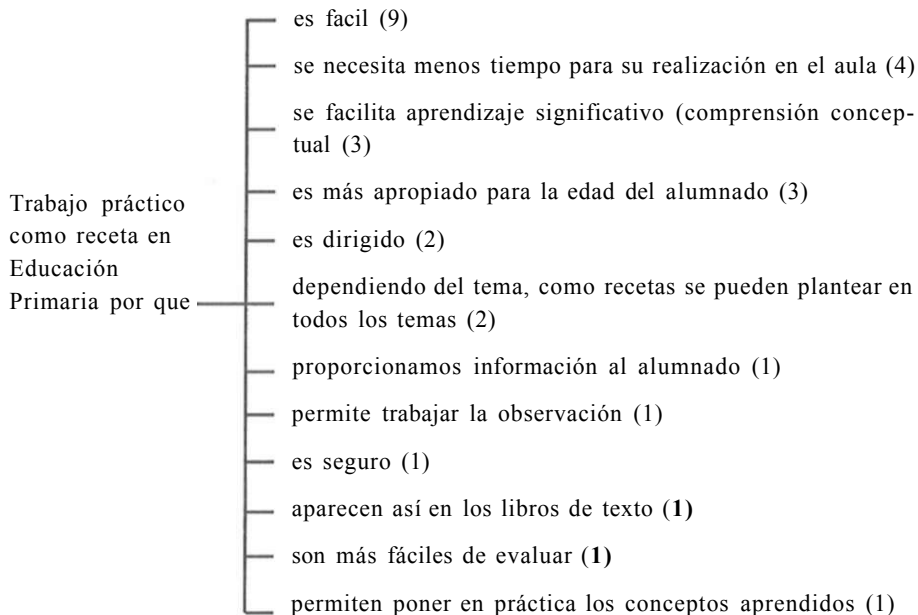 es facil (9)
se necesita menos tiempo para su realización en el aula (4)
se facilita aprendizaje significativo (comprensión concep-
tual (3)
es más apropiado para la edad del alumnado (3)
Trabajo práctico
como receta en
Educación
Primaria por que
es dirigido (2)
dependiendo del tema, como recetas se pueden plantear en
todos los temas (2)
proporcionamos información al alumnado (1)
permite trabajar la observación (1)
es seguro (1)
aparecen así en los libros de texto (1)
son más fáciles de evaluar (1)
permiten poner en práctica los conceptos aprendidos (1)